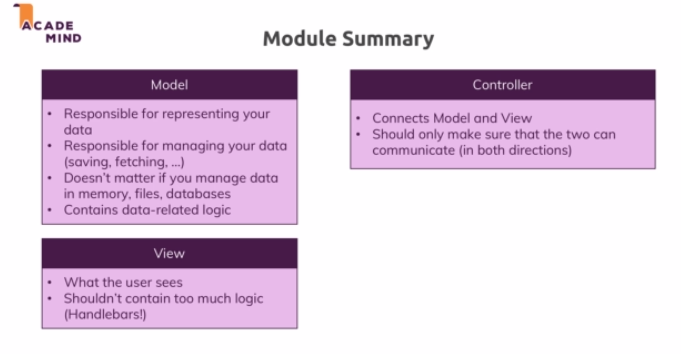 ACADE
MIND
Module Summary
Model
• Responsible for representing your
data
• Responsible for managing your data
(saving, fetching, ...)
• Doesn't matter if you manage data
in memory, files, databases
• Contains data-related logic
Controller
• Connects Model and View
• Should only make sure that the two can
communicate (in both directions)
View
• What the user sees
• Shouldn't contain too much logic
(Handlebars!)